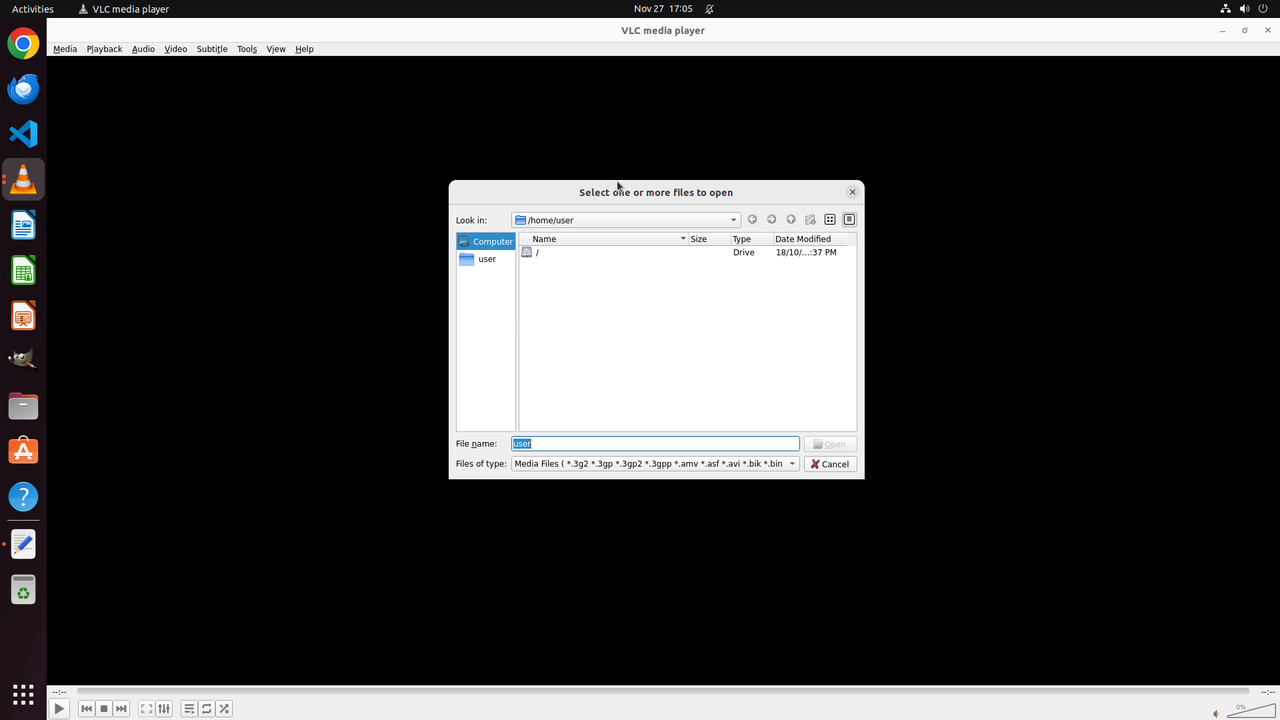 Activities
VLC media player
Nov 27 17:05
VLC media player
Media
Playback
Audio
Video
Subtitle
Tools
View
Help
Select one or more files to open
Look in:
/home/user
Computer
user
Name
Size
Type
Date Modified
/
Drive
18/10/...:37 PM
File name:
user
Open
Files of type:
Media Files ( *.3g2 *.3gp *.3gp2 *.3gpp *.amv *.asf *.avi *.bik *.bin
Cancel
--:--
--:--
0%